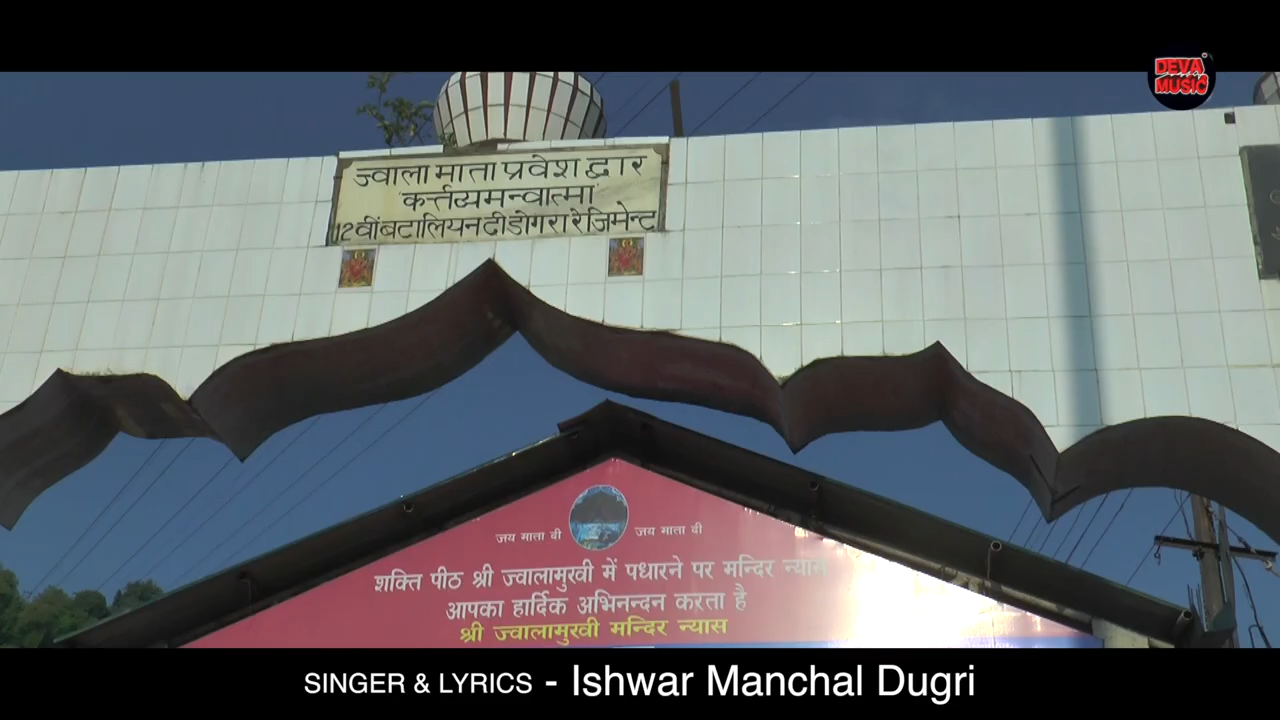 DEVA
MUSIC
ज्वाला माता प्रवेश द्वार
कर्त्तव्यमन्वात्मा
12वीं बटालियन दी डोगरा रेजिमेन्ट
जय माता दी जय माता दी
शक्ति पीठ श्री ज्वालामुखी में पधारने पर मन्दिर न्यास
आपका हार्दिक अभिनन्दन करता है
श्री ज्वालामुखी मन्दिर न्यास
SINGER & LYRICS - Ishwar Manchal Dugri